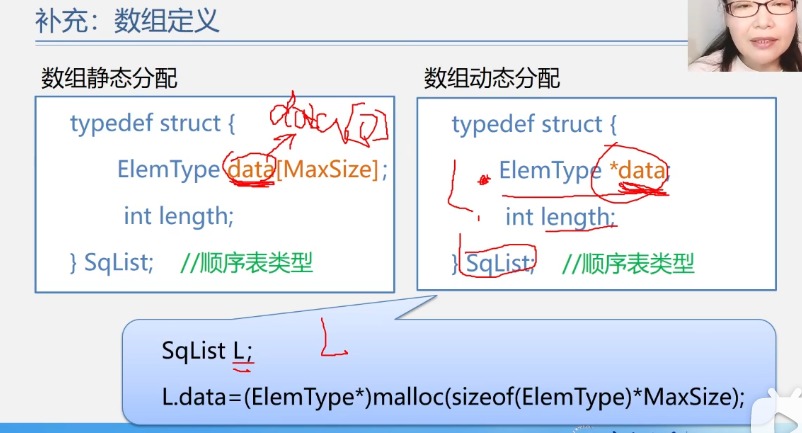 补充：数组定义
数组静态分配
typedef struct {
data[0]
ElemType data[MaxSize];
int length;
} SqList; //顺序表类型
数组动态分配
typedef struct {
ElemType *data;
int length;
} SqList; //顺序表类型
SqList L;
L
L.data=(ElemType*)malloc(sizeof(ElemType)*MaxSize);